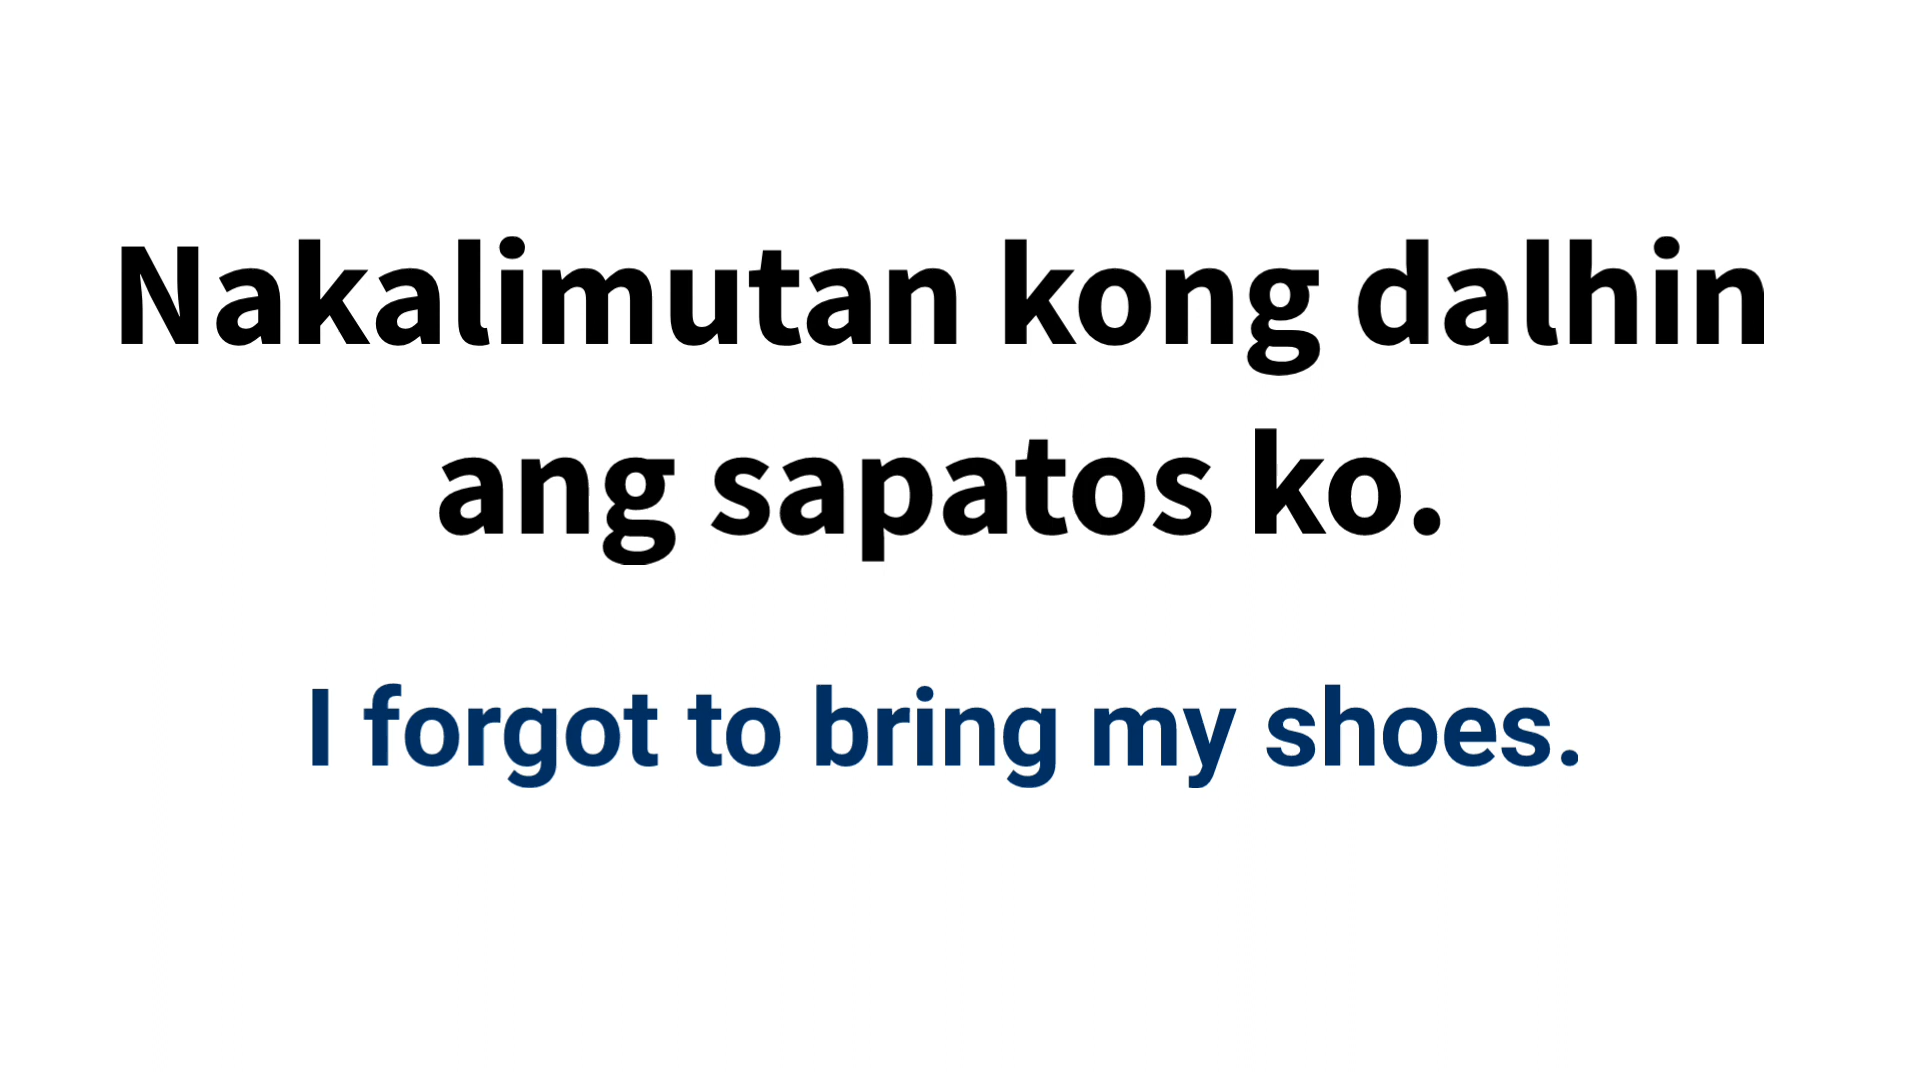 Nakalimutan kong dalhin
ang sapatos ko.
I forgot to bring my shoes.